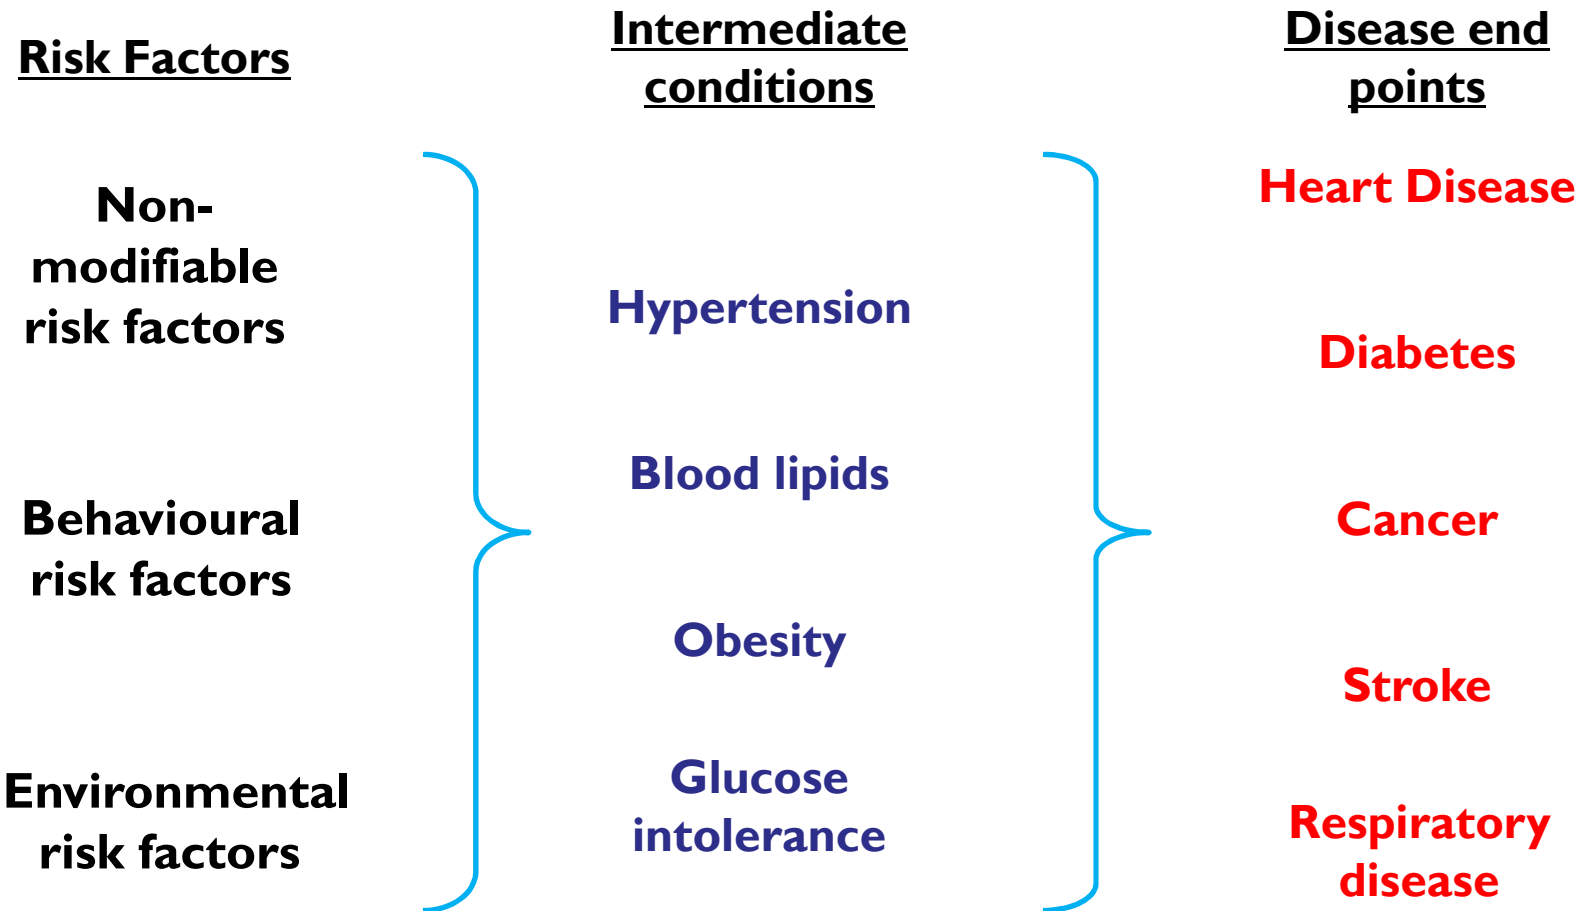 Risk Factors
Non-
modifiable
risk factors
Behavioural
risk factors
Environmental
risk factors
Intermediate
conditions
Hypertension
Blood lipids
Obesity
Glucose
intolerance
Disease end
points
Heart Disease
Diabetes
Cancer
Stroke
Respiratory
disease